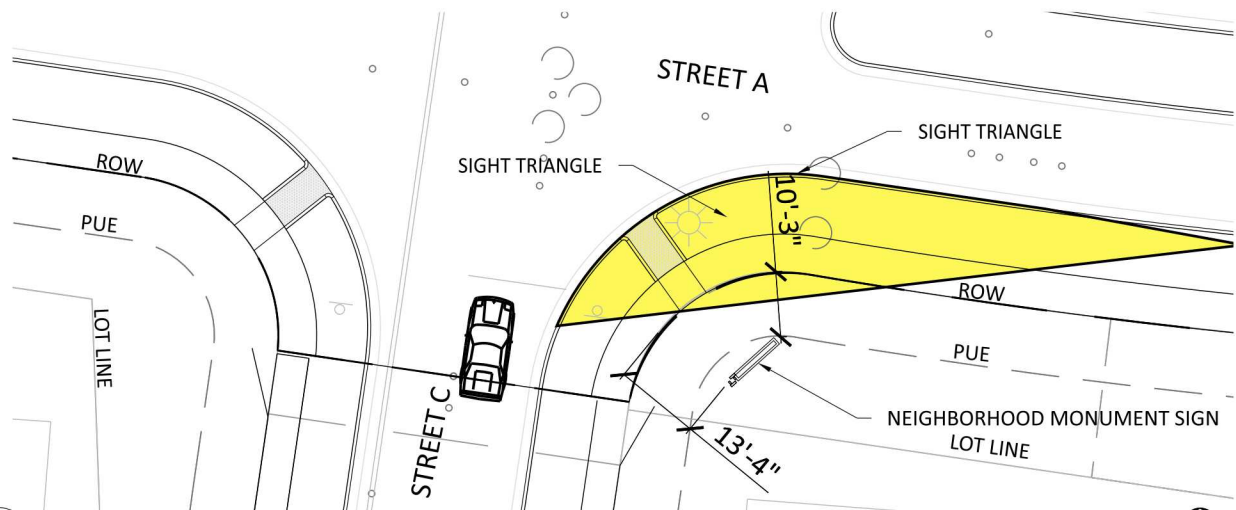 STREET A
SIGHT TRIANGLE
SIGHT TRIANGLE
ROW
10'-3"
PUE
ROW
LOT LINE
PUE
NEIGHBORHOOD MONUMENT SIGN
LOT LINE
STREET C
13'-4"